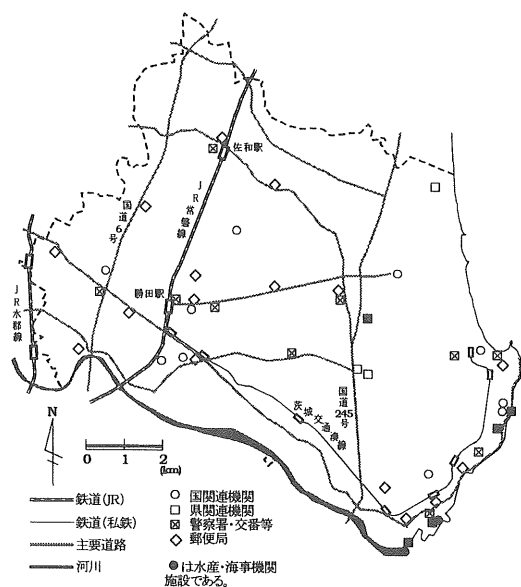 佐和駅
国道6号
JR常磐線
JR水郡線
勝田駅
国道245号
茨城交通湊線
N
0 1 2
(km)
鉄道(JR)
鉄道(私鉄)
主要道路
河川
国関連機関
県関連機関
警察署・交番等
郵便局
●は水産・海事機関
施設である。